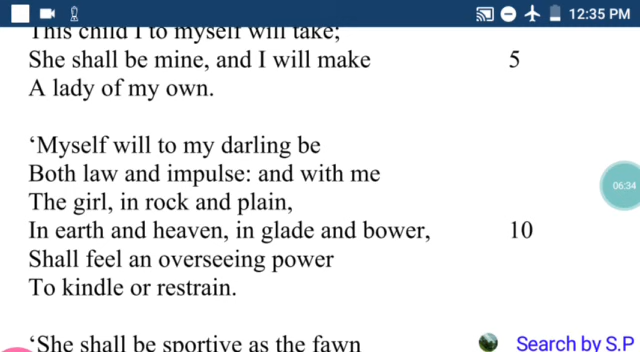 12:35 PM
This child I to myself will take;
She shall be mine, and I will make 5
A lady of my own.
‘Myself will to my darling be
Both law and impulse: and with me
The girl, in rock and plain,
06:34
In earth and heaven, in glade and bower, 10
Shall feel an overseeing power
To kindle or restrain.
‘She shall be sportive as the fawn
Search by S.P